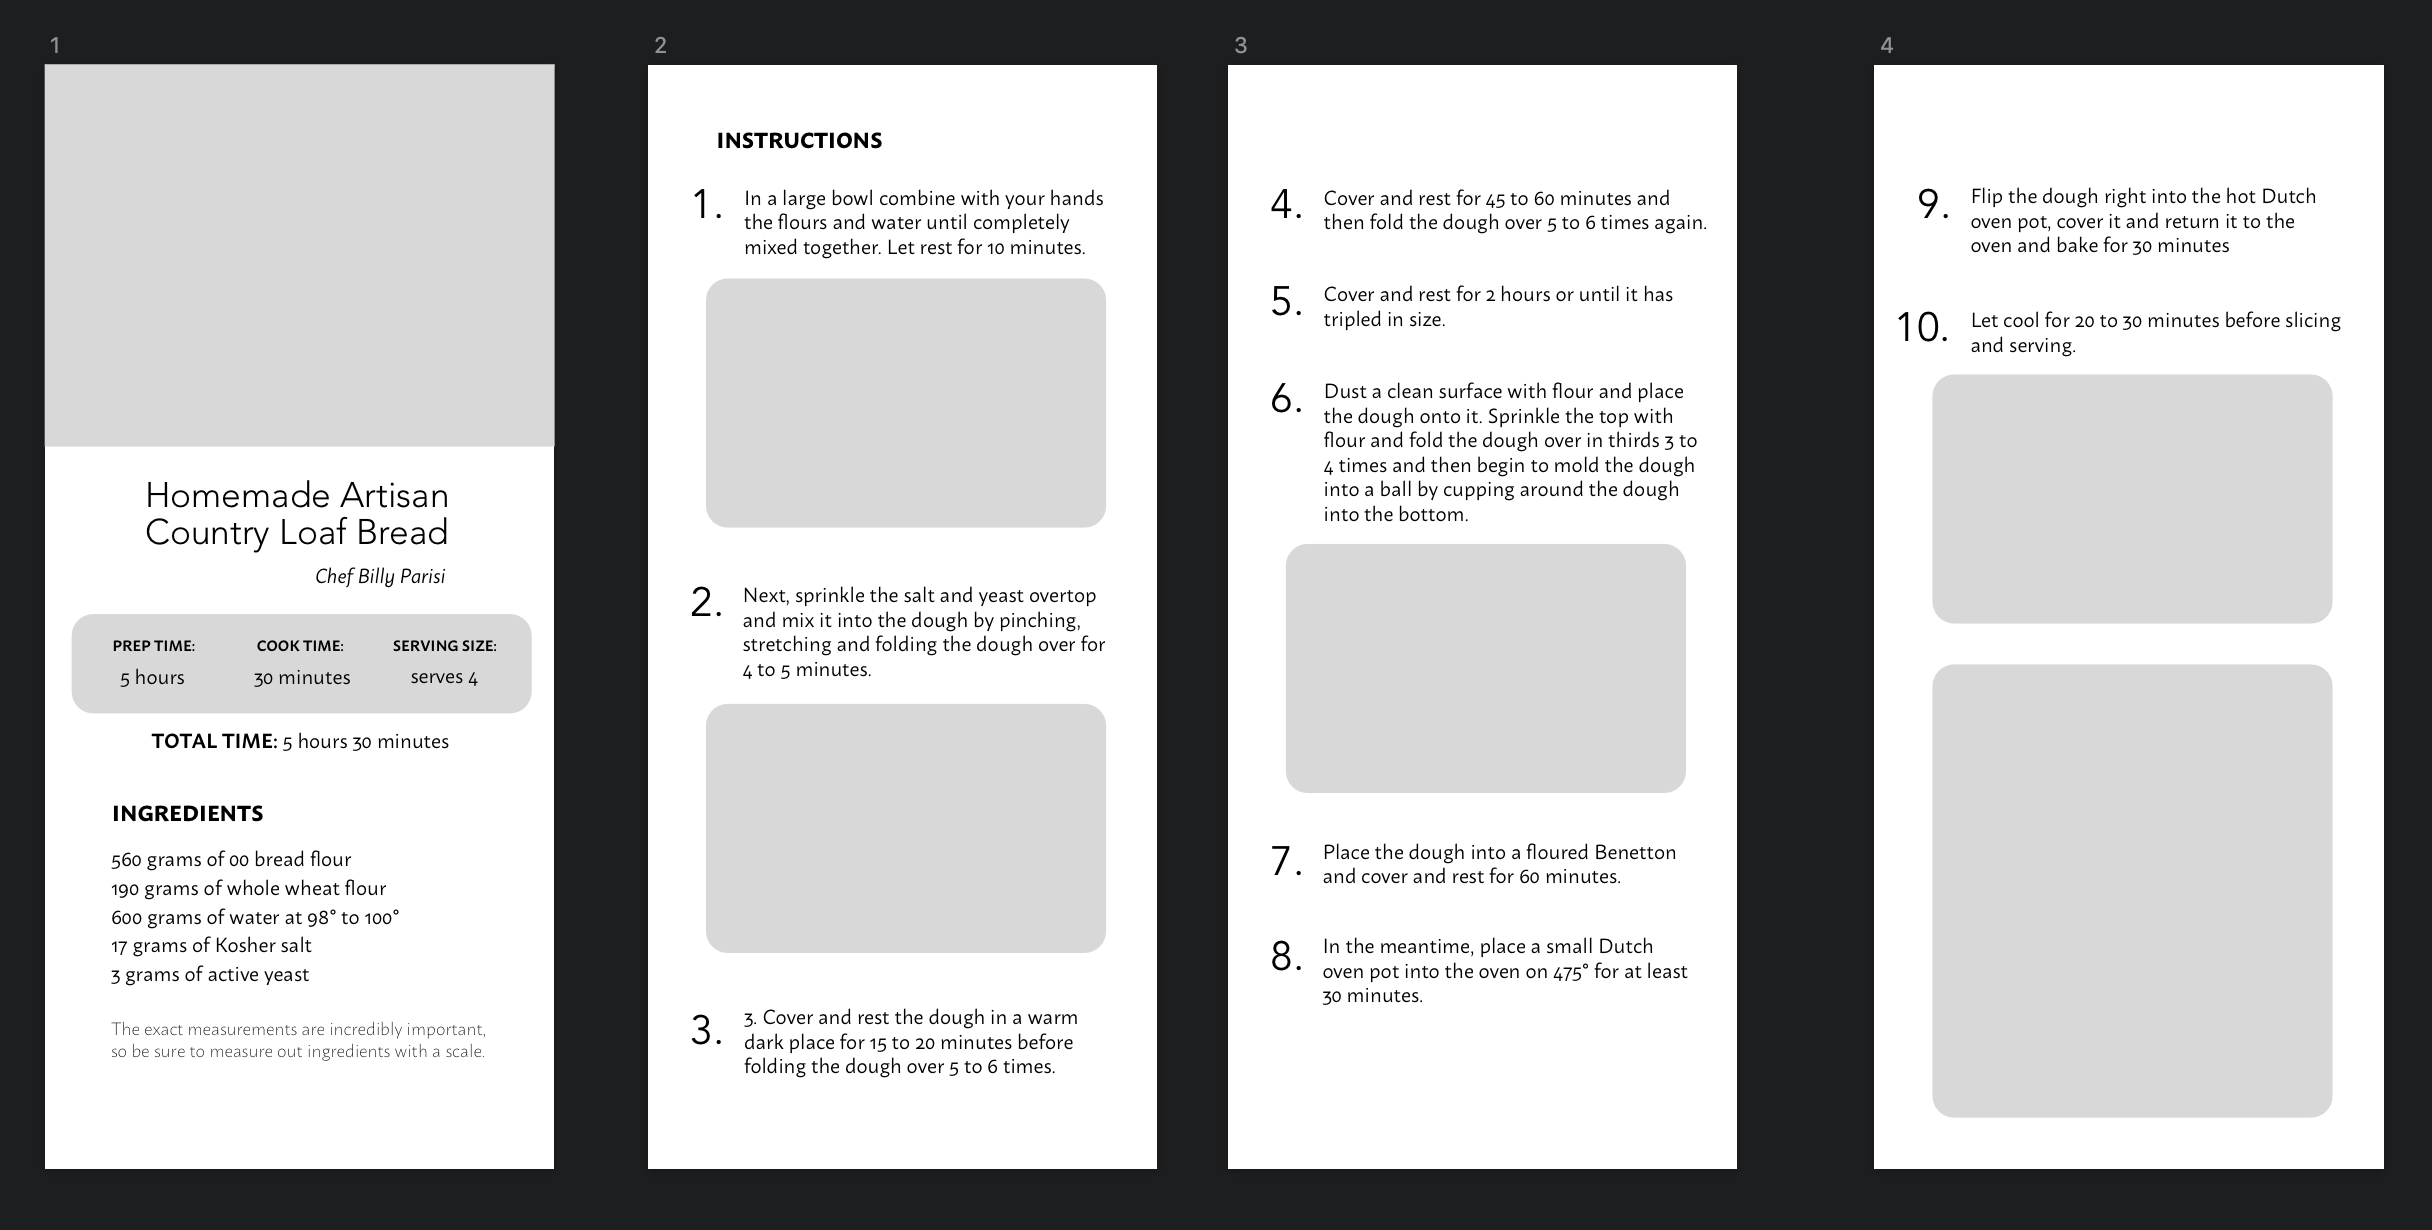 1
Homemade Artisan
Country Loaf Bread
Chef Billy Parisi
PREP TIME: COOK TIME: SERVING SIZE:
5 hours 30 minutes serves 4
TOTAL TIME: 5 hours 30 minutes
INGREDIENTS
560 grams of 00 bread flour
190 grams of whole wheat flour
600 grams of water at 98° to 100°
17 grams of Kosher salt
3 grams of active yeast
The exact measurements are incredibly important,
so be sure to measure out ingredients with a scale.
2
INSTRUCTIONS
1. In a large bowl combine with your hands
the flours and water until completely
mixed together. Let rest for 10 minutes.
2. Next, sprinkle the salt and yeast overtop
and mix it into the dough by pinching,
stretching and folding the dough over for
4 to 5 minutes.
3. 3. Cover and rest the dough in a warm
dark place for 15 to 20 minutes before
folding the dough over 5 to 6 times.
3
4. Cover and rest for 45 to 60 minutes and
then fold the dough over 5 to 6 times again.
5. Cover and rest for 2 hours or until it has
tripled in size.
6. Dust a clean surface with flour and place
the dough onto it. Sprinkle the top with
flour and fold the dough over in thirds 3 to
4 times and then begin to mold the dough
into a ball by cupping around the dough
into the bottom.
7. Place the dough into a floured Benetton
and cover and rest for 60 minutes.
8. In the meantime, place a small Dutch
oven pot into the oven on 475° for at least
30 minutes.
4
9. Flip the dough right into the hot Dutch
oven pot, cover it and return it to the
oven and bake for 30 minutes
10. Let cool for 20 to 30 minutes before slicing
and serving.